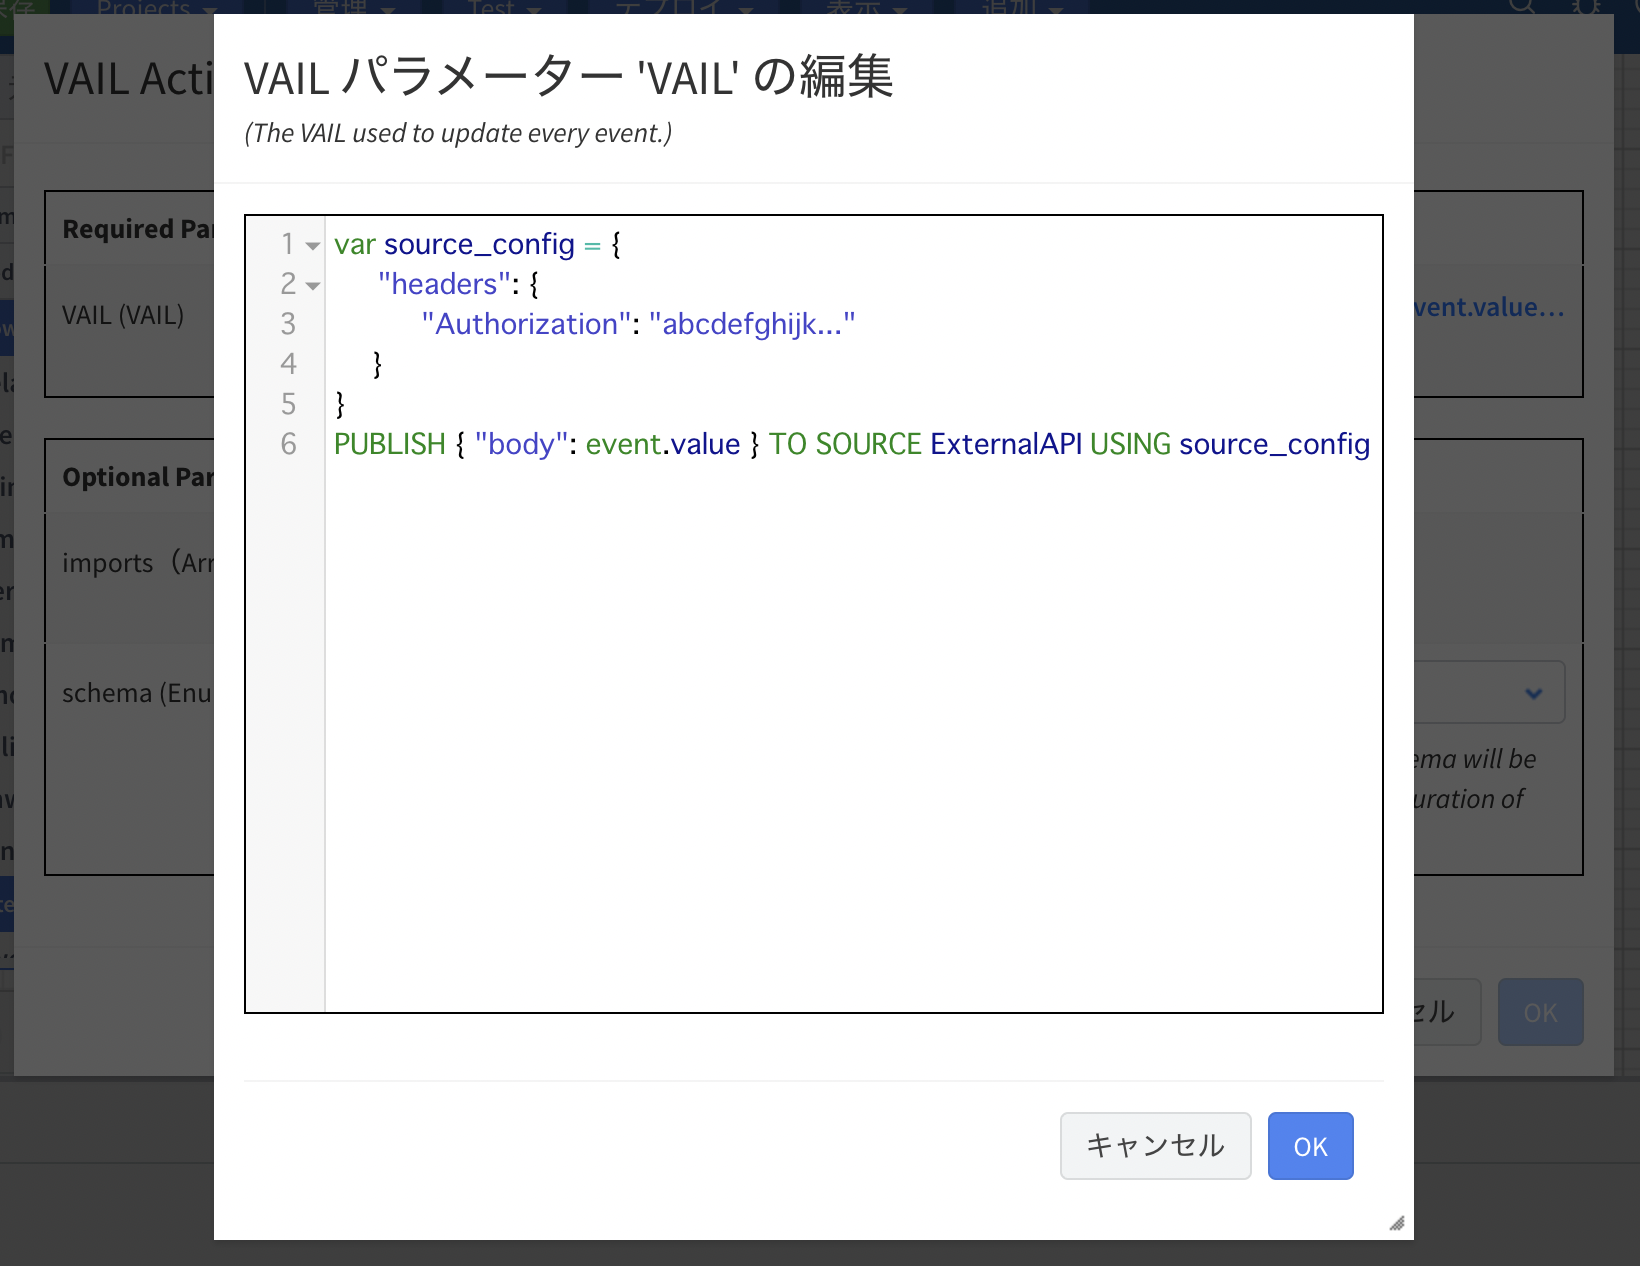 Projects
管理
Test
デプロイ
表示
追加
VAIL Acti
VAIL パラメーター 'VAIL' の編集
(The VAIL used to update every event.)
Required Par
VAIL (VAIL)
vent.value...
Optional Par
imports（Arr
schema (Enu
ema will be
uration of
1 var source_config = {
2 "headers": {
3 "Authorization": "abcdefghijk..."
4 }
5 }
6 PUBLISH { "body": event.value } TO SOURCE ExternalAPI USING source_config
セル
OK
キャンセル
OK